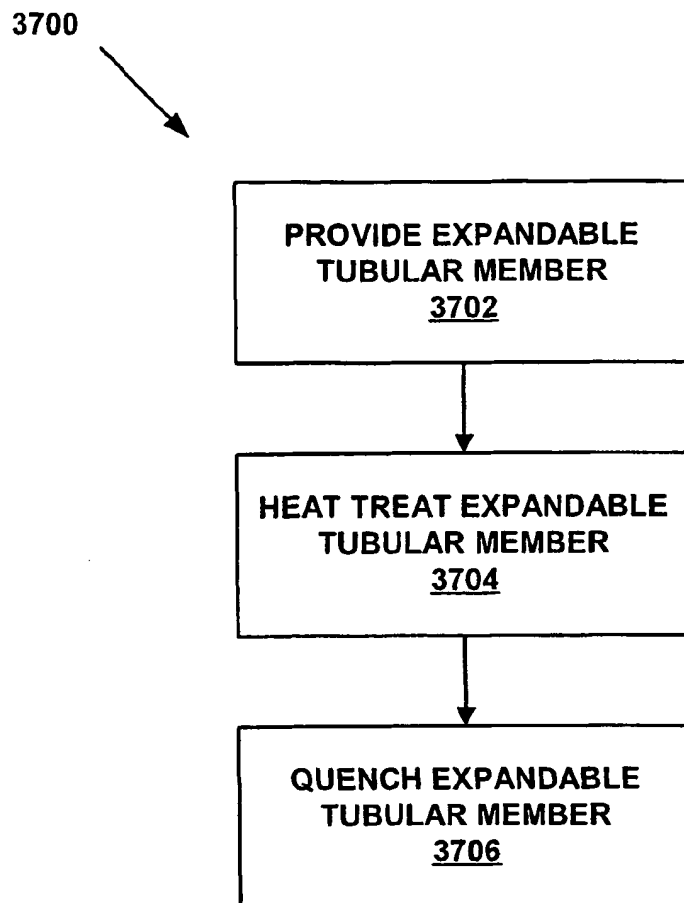 3700
PROVIDE EXPANDABLE
TUBULAR MEMBER
3702
HEAT TREAT EXPANDABLE
TUBULAR MEMBER
3704
QUENCH EXPANDABLE
TUBULAR MEMBER
3706